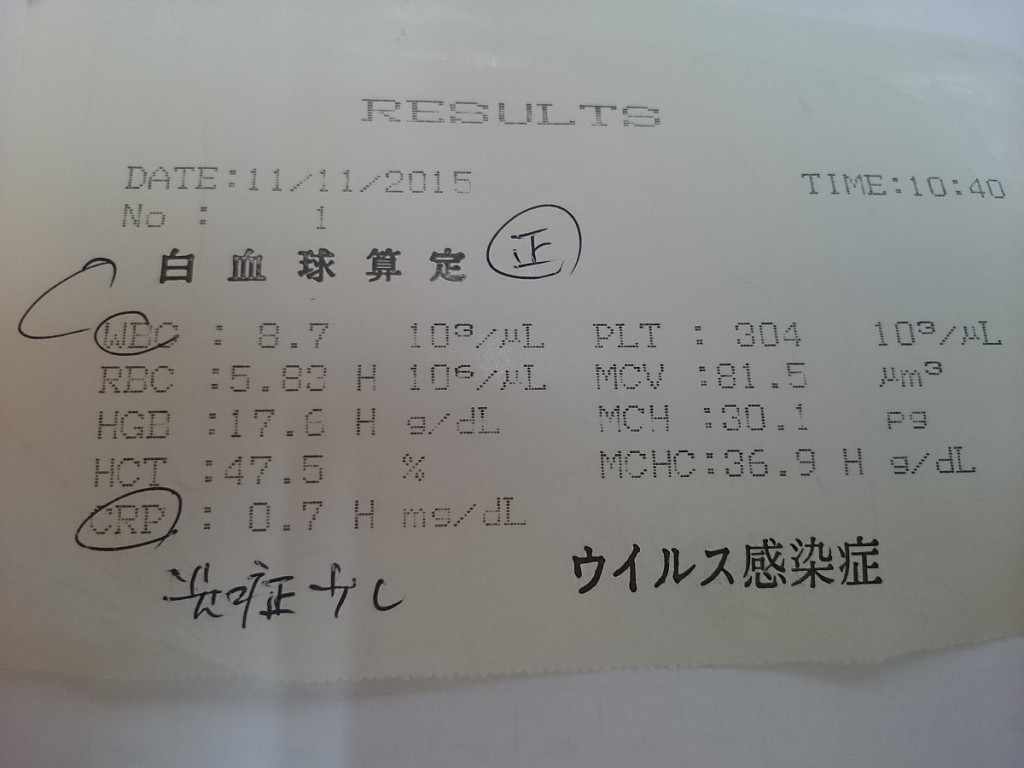 RESULTS
DATE:11/11/2015 TIME:10:40
No : 1
白血球算定 正
WBC : 8.7 10³/μL PLT : 304 10³/μL
RBC :5.83 H 10⁶/μL MCV :81.5 μm³
HGB :17.6 H g/dL MCH :30.1 pg
HCT :47.5 % MCHC:36.9 H g/dL
CRP : 0.7 H mg/dL
炎症 少し
ウイルス感染症